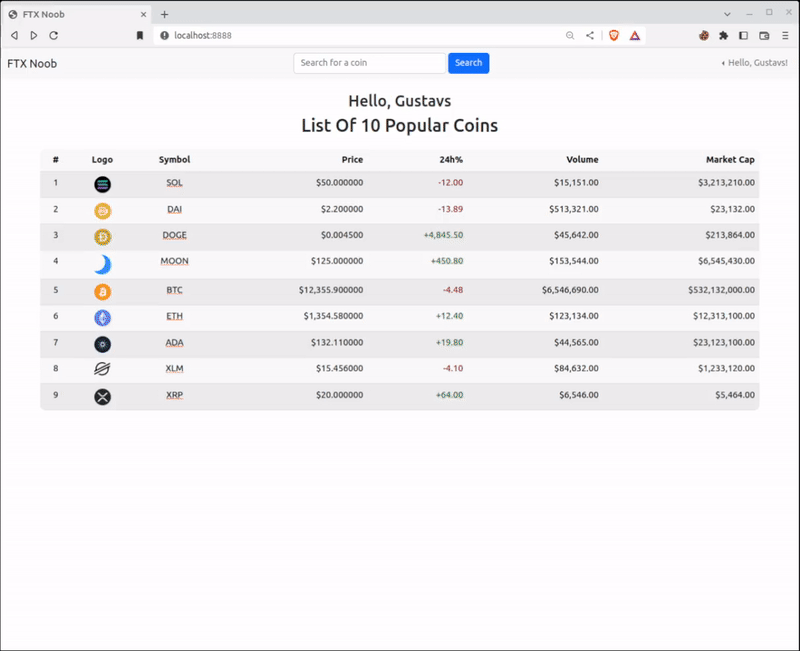 FTX Noob
localhost:8888
FTX Noob Search for a coin Search Hello, Gustavs!
Hello, Gustavs
List Of 10 Popular Coins
# Logo Symbol Price 24h% Volume Market Cap
1 SOL $50.000000 -12.00 $15,151.00 $3,213,210.00
2 DAI $2.200000 -13.89 $513,321.00 $23,132.00
3 DOGE $0.004500 +4,845.50 $45,642.00 $213,864.00
4 MOON $125.000000 +450.80 $153,544.00 $6,545,430.00
5 BTC $12,355.900000 -4.48 $6,546,690.00 $532,132,000.00
6 ETH $1,354.580000 +12.40 $123,134.00 $12,313,100.00
7 ADA $132.110000 +19.80 $44,565.00 $23,123,100.00
8 XLM $15.456000 -4.10 $84,632.00 $1,233,120.00
9 XRP $20.000000 +64.00 $6,546.00 $5,464.00